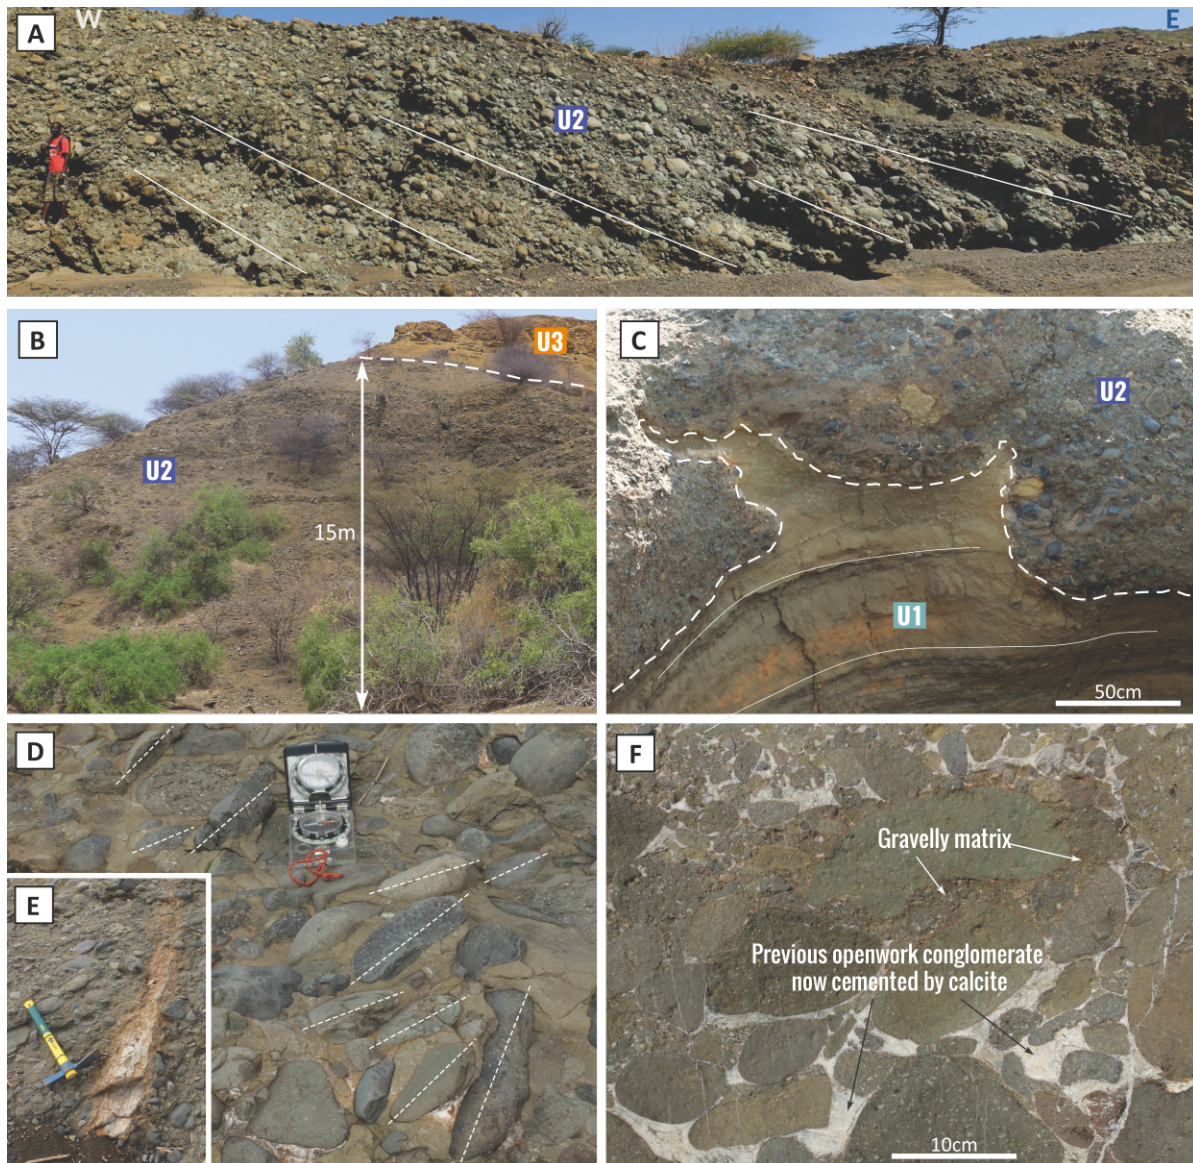 A
W
E
U2
B
U3
U2
15m
C
U2
U1
50cm
D
E
F
Gravelly matrix
Previous openwork conglomerate
now cemented by calcite
10cm